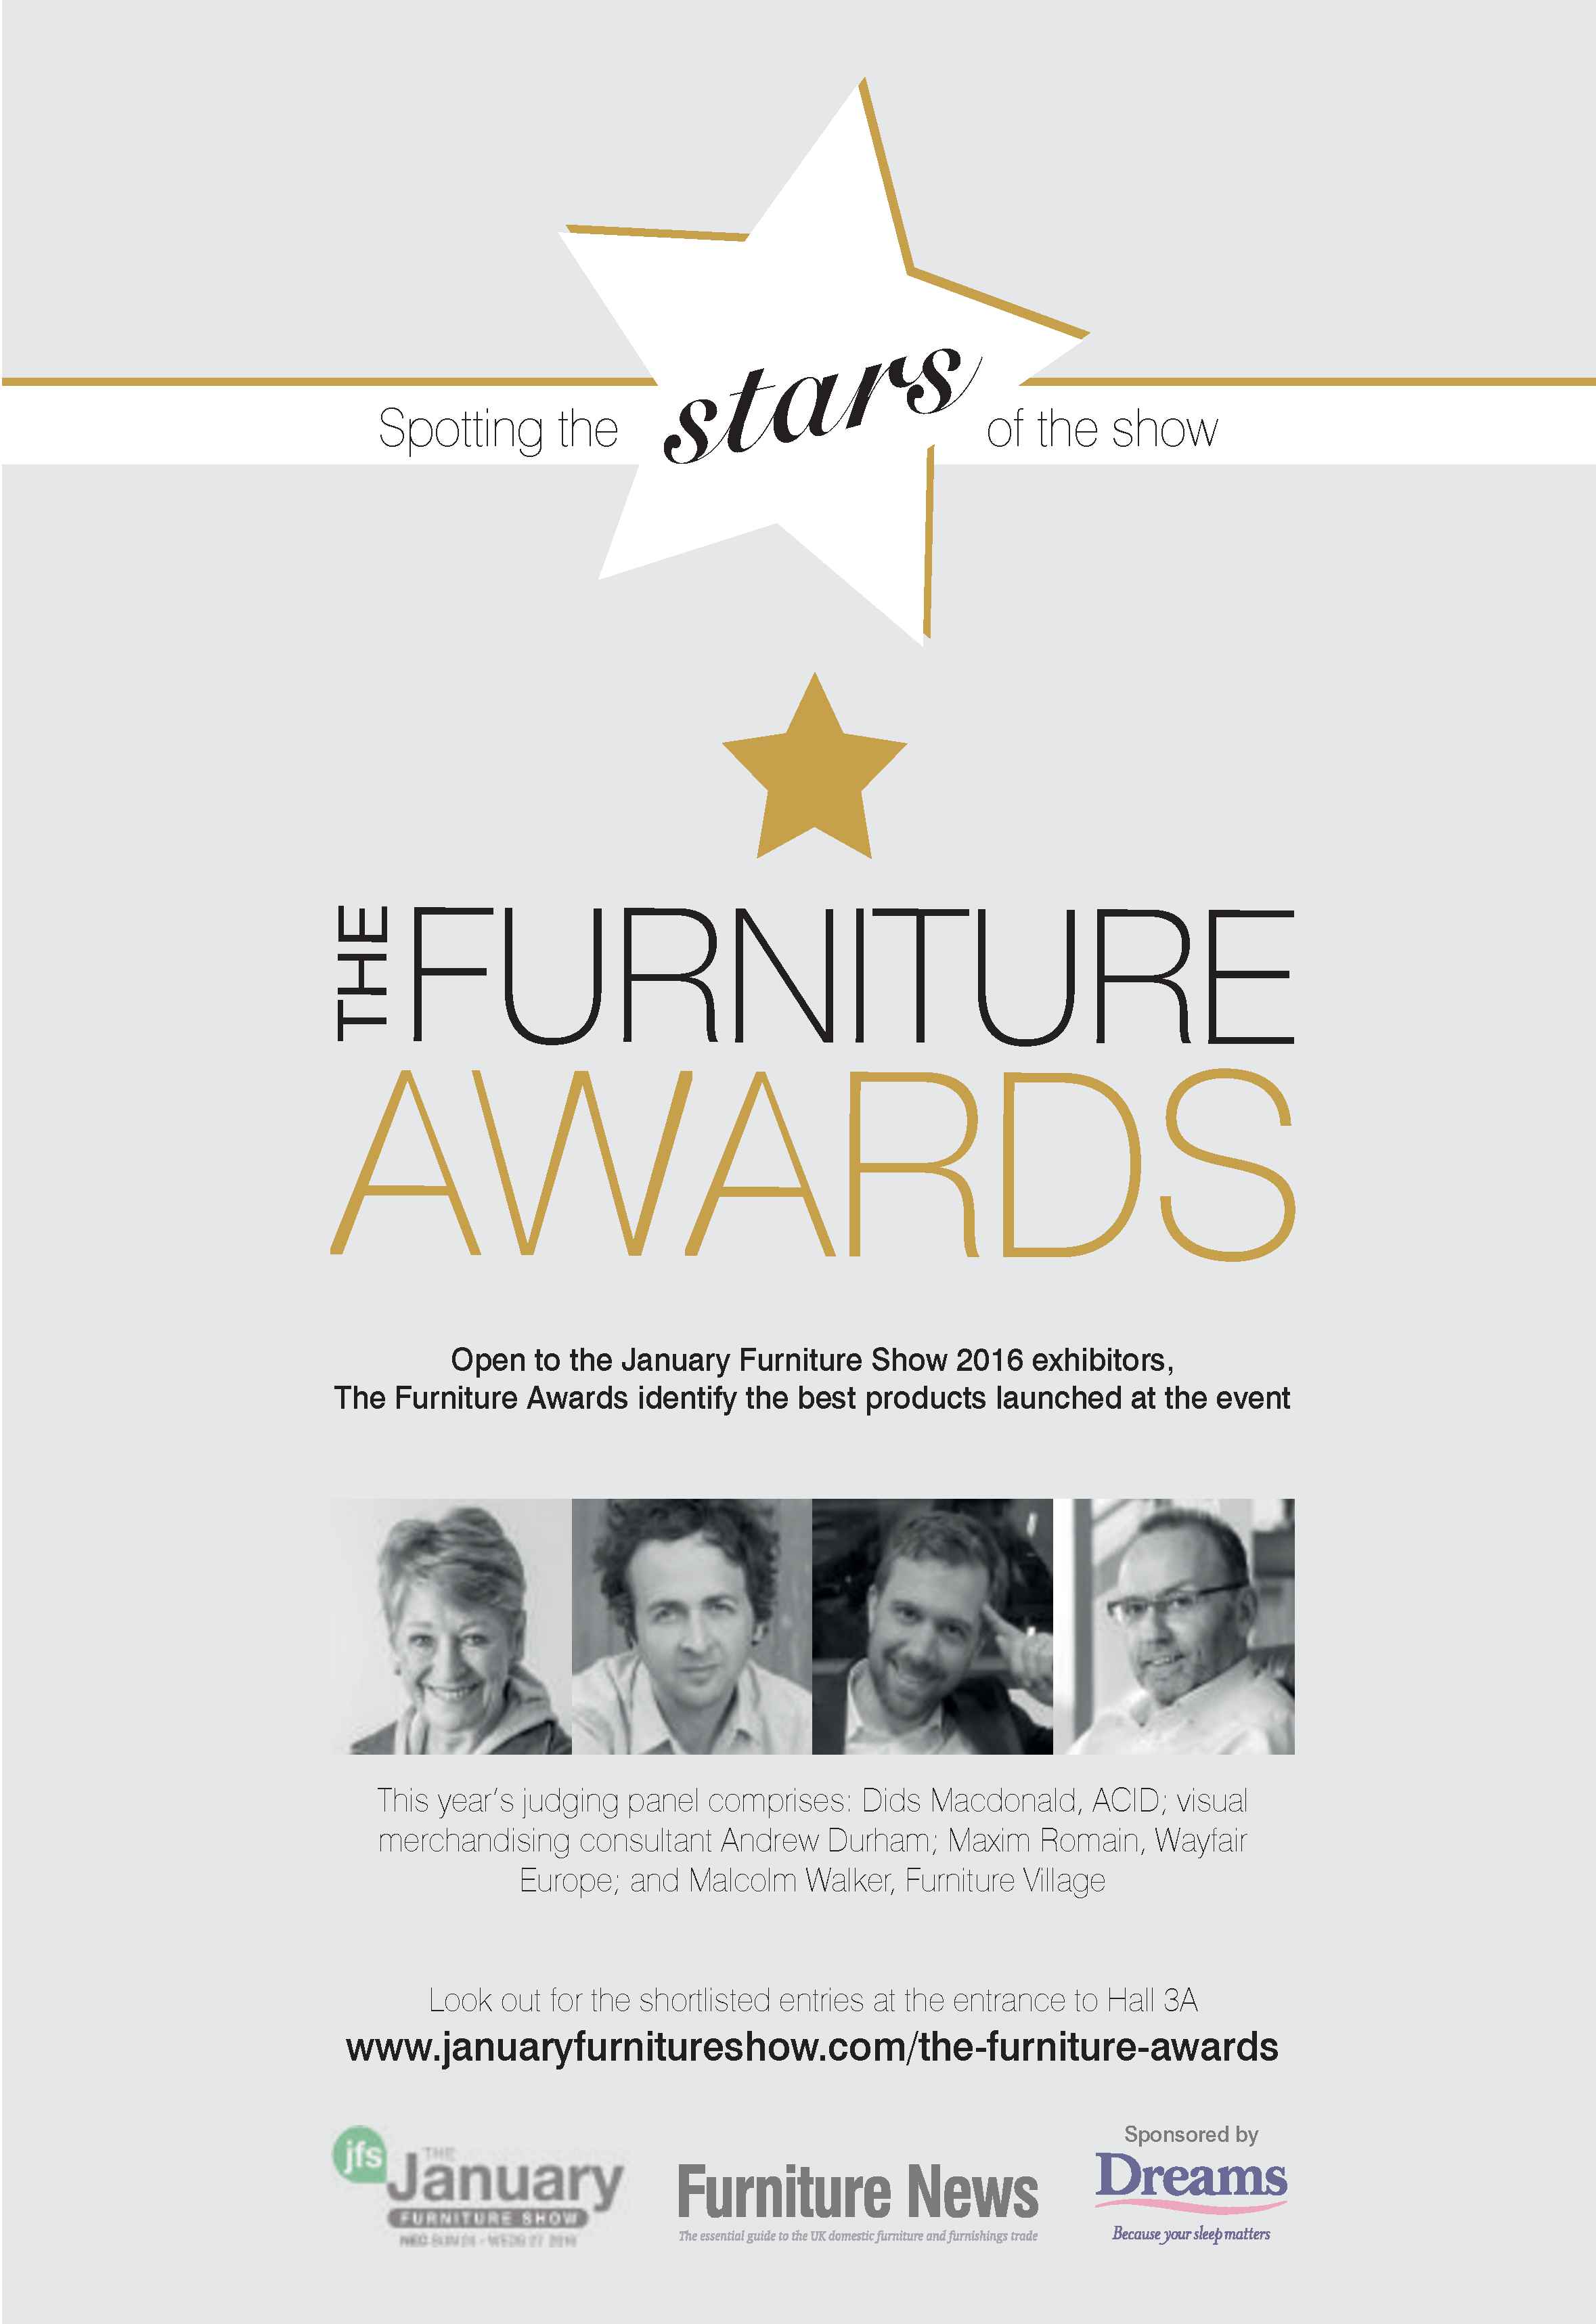 Spotting the stars of the show
THE FURNITURE
AWARDS
Open to the January Furniture Show 2016 exhibitors,
The Furniture Awards identify the best products launched at the event
This year's judging panel comprises: Dids Macdonald, ACID; visual
merchandising consultant Andrew Durham; Maxim Romain, Wayfair
Europe; and Malcolm Walker, Furniture Village
Look out for the shortlisted entries at the entrance to Hall 3A
www.januaryfurnitureshow.com/the-furniture-awards
jfs
THE
January
FURNITURE SHOW
NEC
Furniture News
The essential guide to the UK domestic furniture and furnishings trade
Sponsored by
Dreams
Because your sleep matters